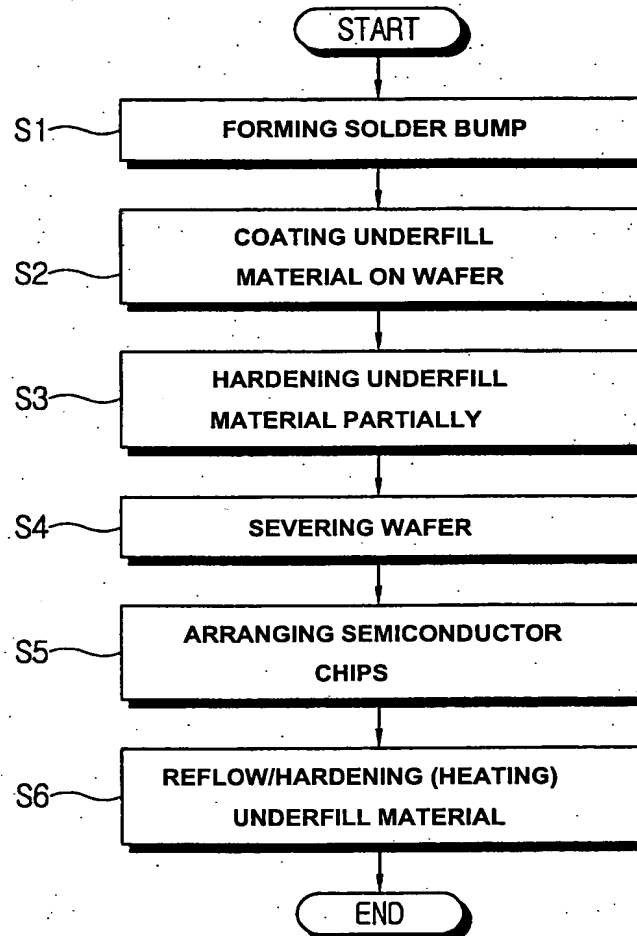 START
S1
FORMING SOLDER BUMP
S2
COATING UNDERFILL
MATERIAL ON WAFER
S3
HARDENING UNDERFILL
MATERIAL PARTIALLY
S4
SEVERING WAFER
S5
ARRANGING SEMICONDUCTOR
CHIPS
S6
REFLOW/HARDENING (HEATING)
UNDERFILL MATERIAL
END